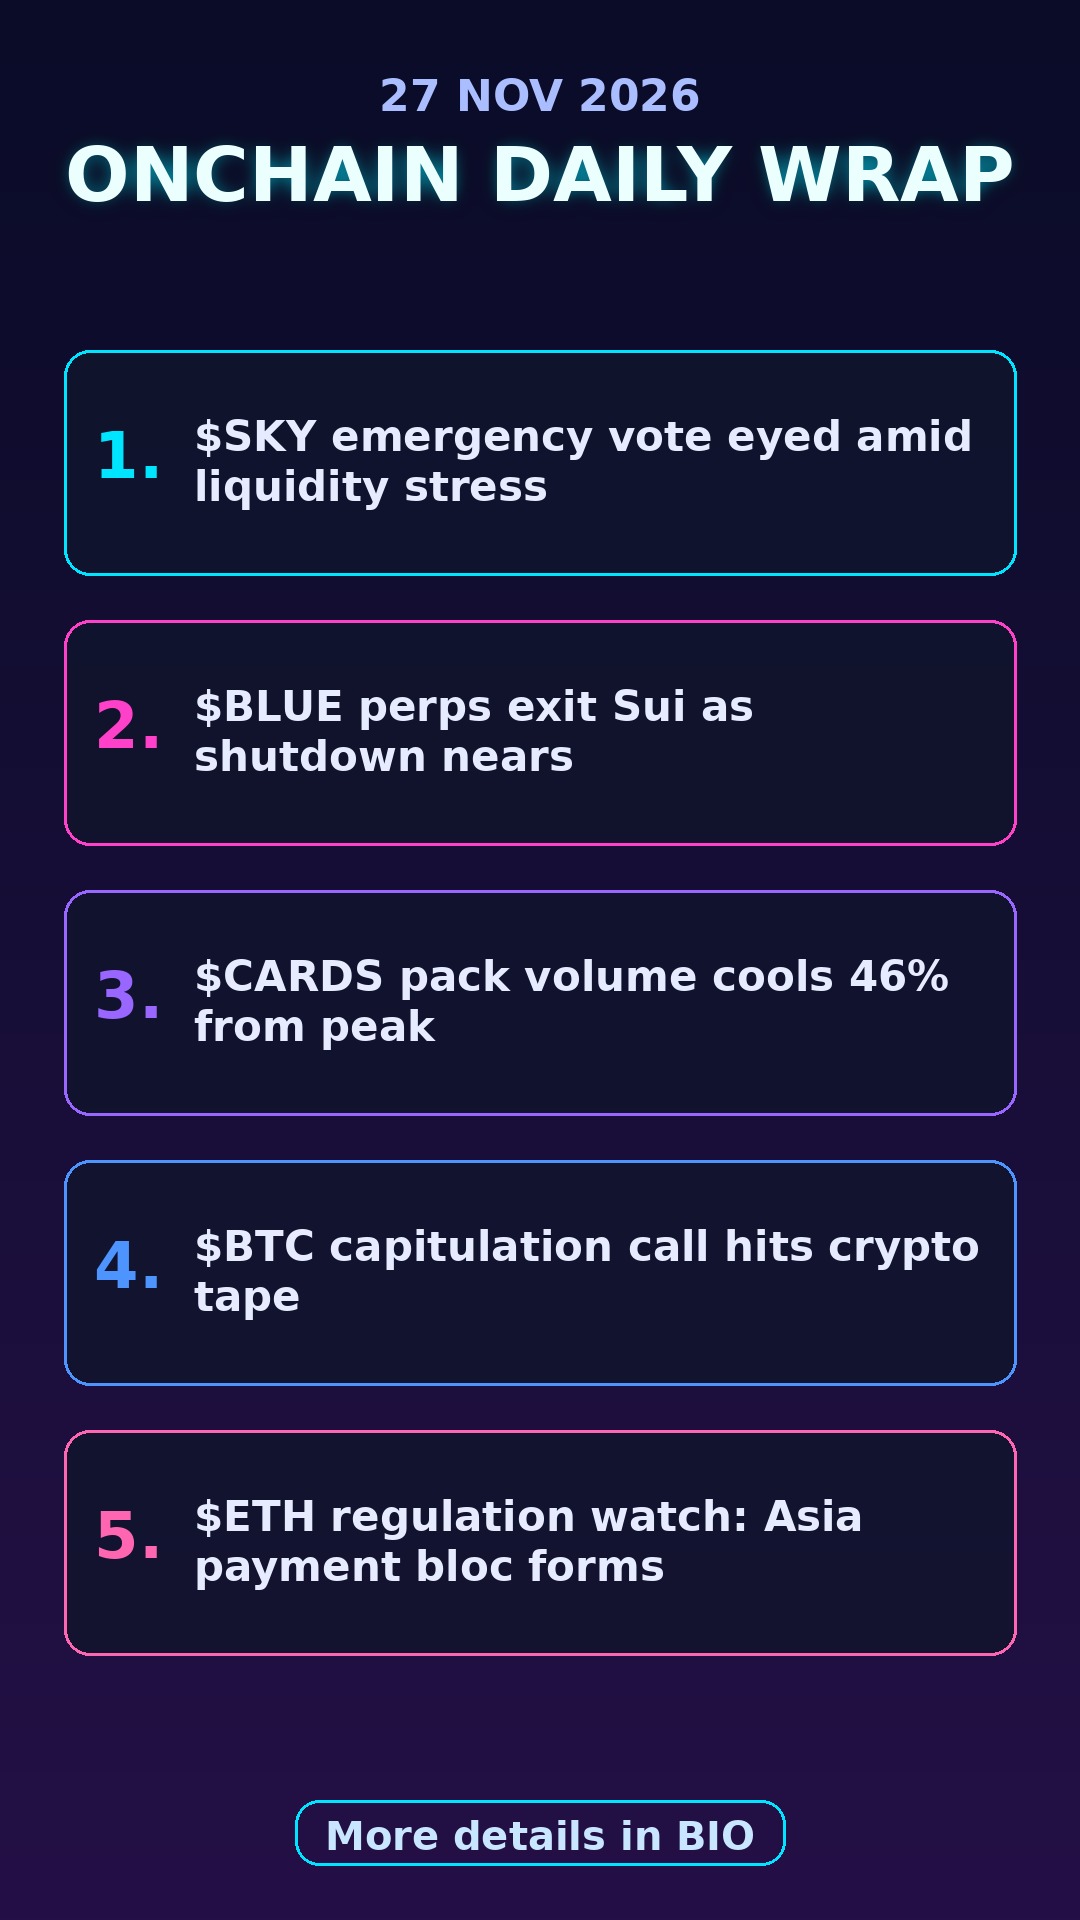 27 NOV 2026
ONCHAIN DAILY WRAP
1.
$SKY emergency vote eyed amid
liquidity stress
2.
$BLUE perps exit Sui as
shutdown nears
3.
$CARDS pack volume cools 46%
from peak
4.
$BTC capitulation call hits crypto
tape
5.
$ETH regulation watch: Asia
payment bloc forms
More details in BIO